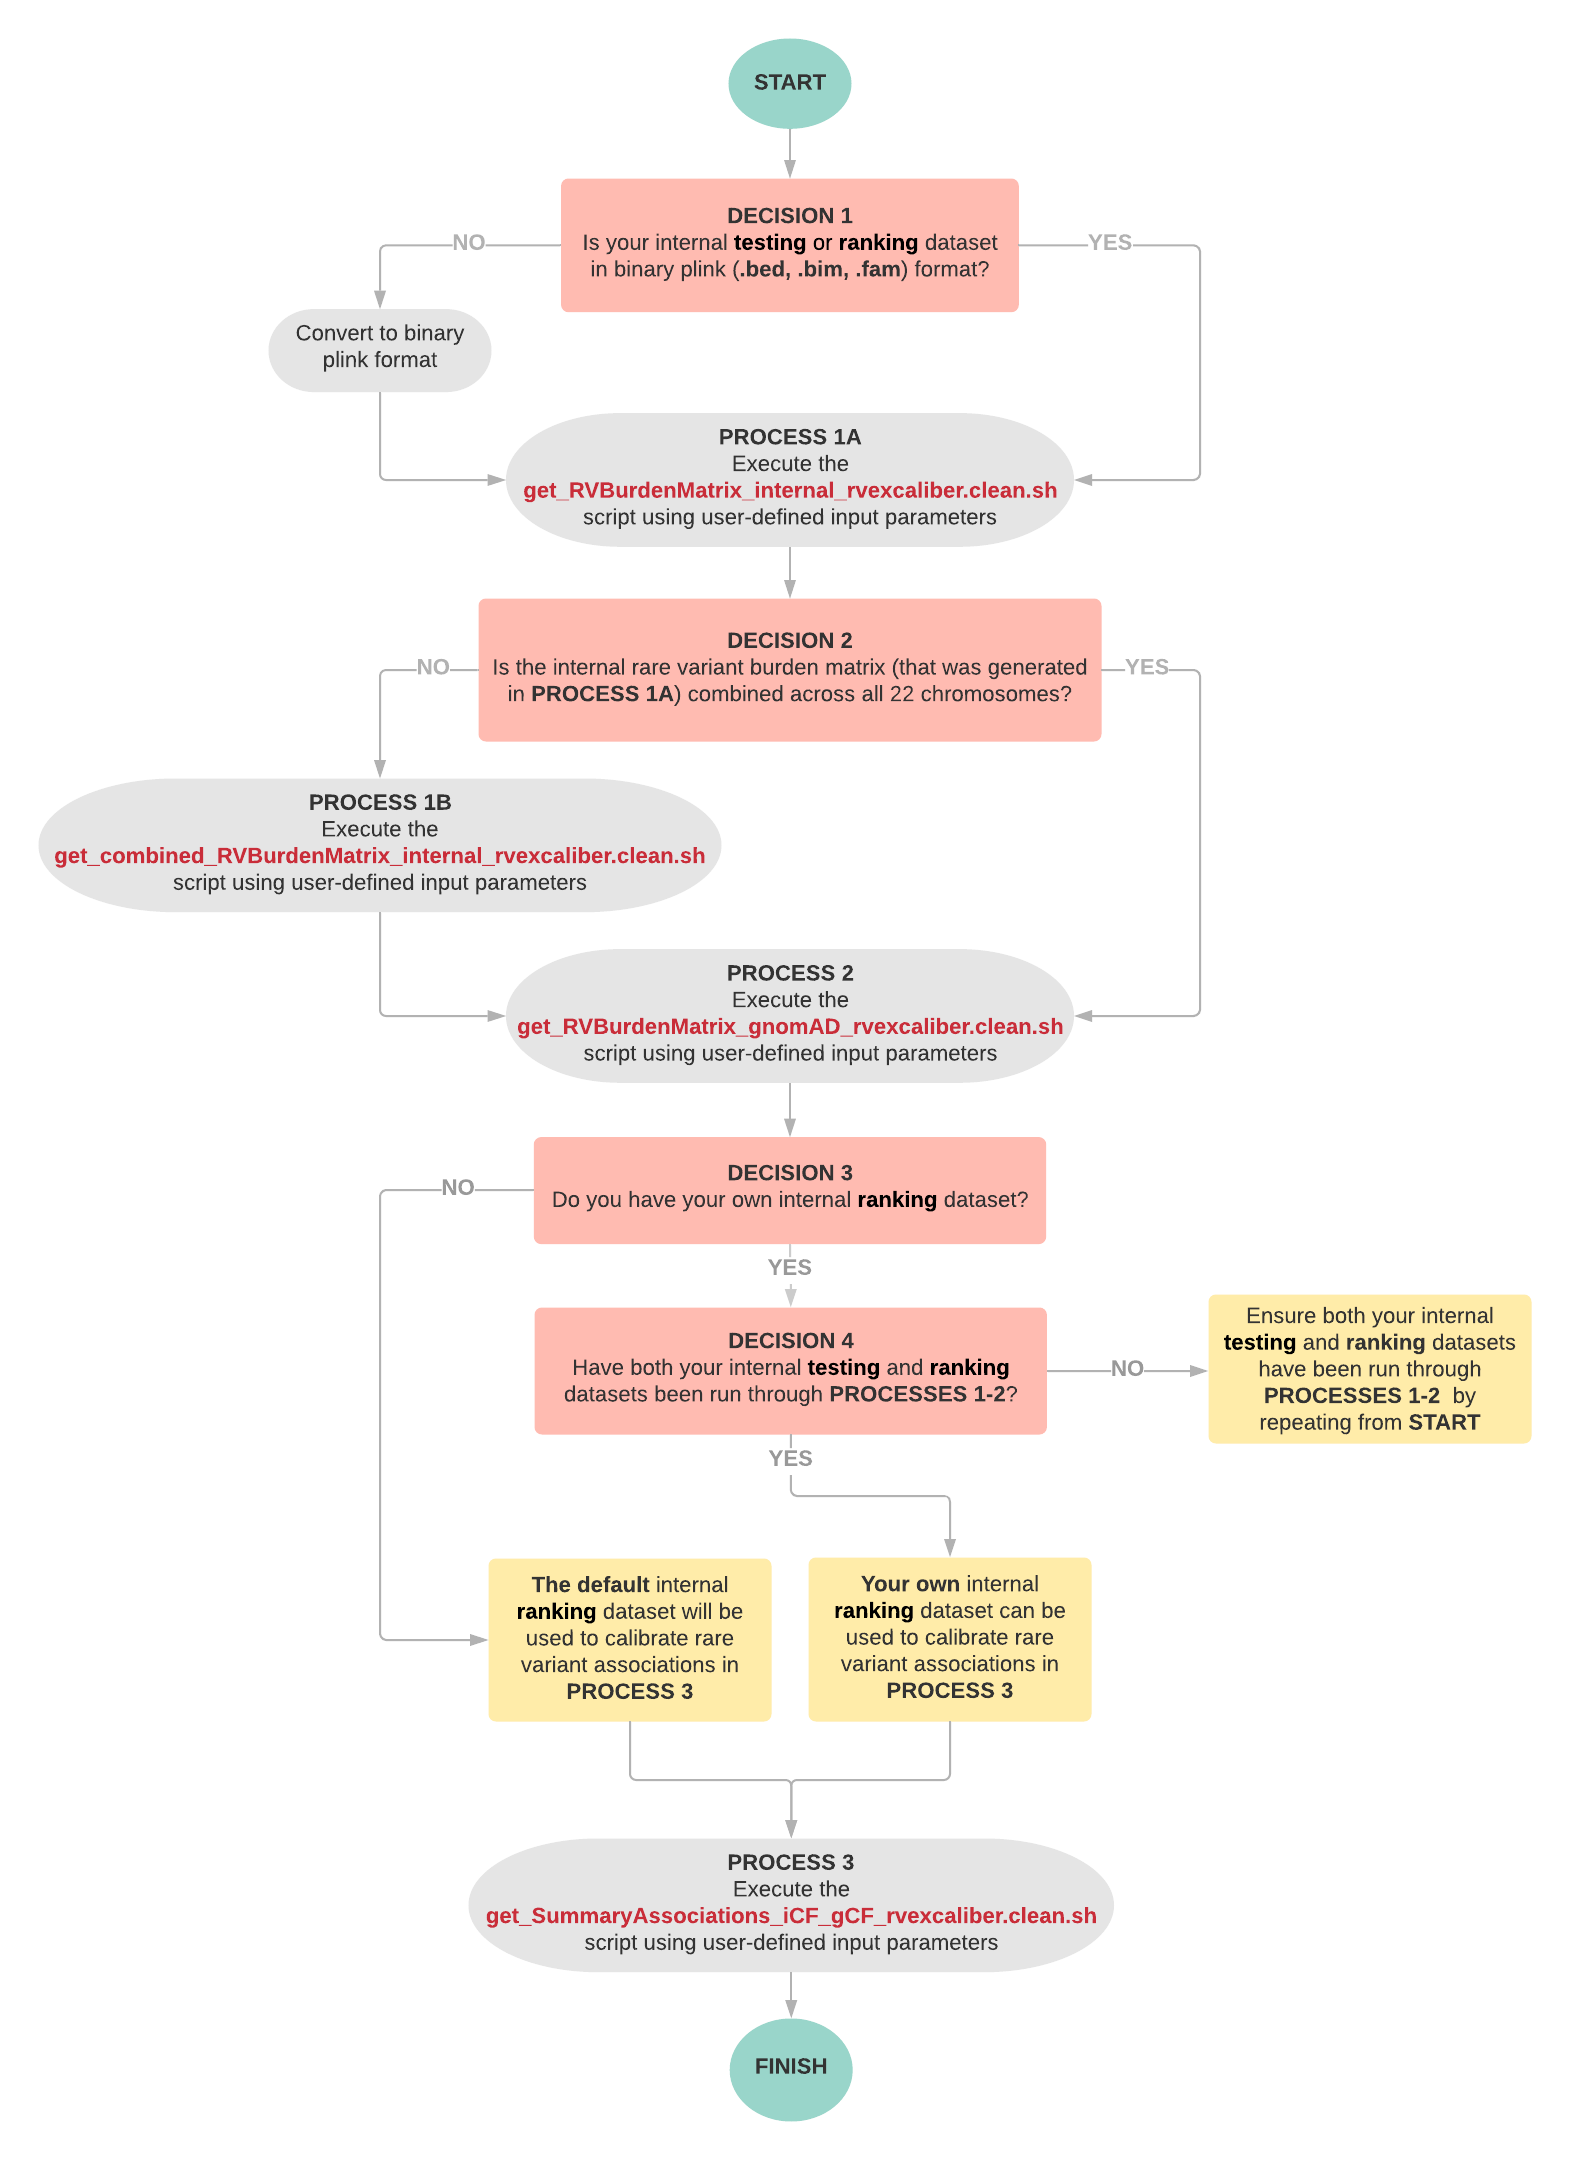 START
DECISION 1
Is your internal testing or ranking dataset
in binary plink (.bed, .bim, .fam) format?
NO
YES
Convert to binary
plink format
PROCESS 1A
Execute the
get_RVBurdenMatrix_internal_rvexcaliber.clean.sh
script using user-defined input parameters
DECISION 2
Is the internal rare variant burden matrix (that was generated
in PROCESS 1A) combined across all 22 chromosomes?
NO
YES
PROCESS 1B
Execute the
get_combined_RVBurdenMatrix_internal_rvexcaliber.clean.sh
script using user-defined input parameters
PROCESS 2
Execute the
get_RVBurdenMatrix_gnomAD_rvexcaliber.clean.sh
script using user-defined input parameters
DECISION 3
Do you have your own internal ranking dataset?
NO
YES
DECISION 4
Have both your internal testing and ranking
datasets been run through PROCESSES 1-2?
NO
Ensure both your internal
testing and ranking datasets
have been run through
PROCESSES 1-2 by
repeating from START
YES
The default internal
ranking dataset will be
used to calibrate rare
variant associations in
PROCESS 3
Your own internal
ranking dataset can be
used to calibrate rare
variant associations in
PROCESS 3
PROCESS 3
Execute the
get_SummaryAssociations_iCF_gCF_rvexcaliber.clean.sh
script using user-defined input parameters
FINISH